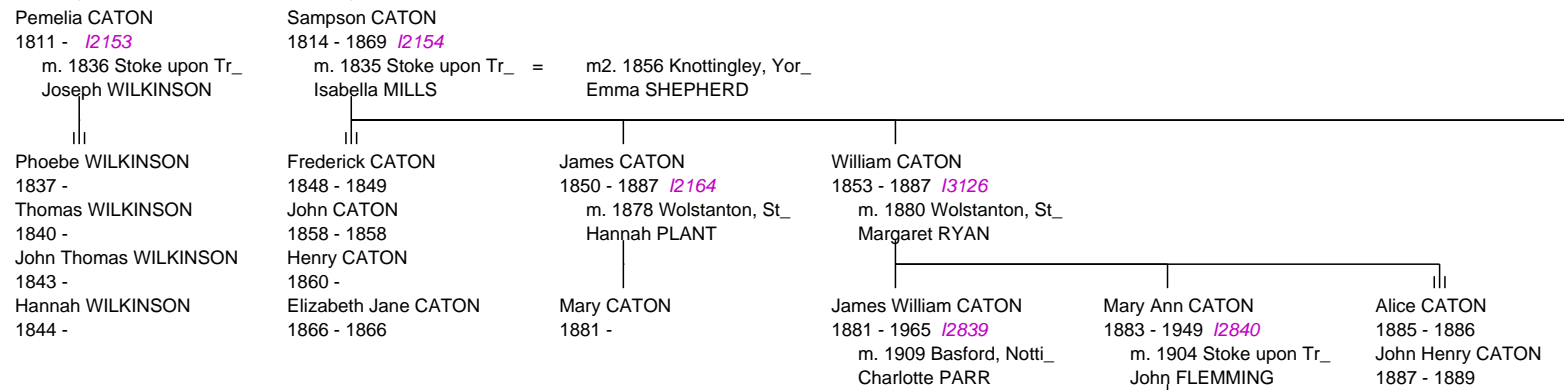 Pemelia CATON
1811 - I2153
m. 1836 Stoke upon Tr_
Joseph WILKINSON
Sampson CATON
1814 - 1869 I2154
m. 1835 Stoke upon Tr_ =
Isabella MILLS
m2. 1856 Knottingley, Yor_
Emma SHEPHERD
Phoebe WILKINSON
1837 -
Thomas WILKINSON
1840 -
John Thomas WILKINSON
1843 -
Hannah WILKINSON
1844 -
Frederick CATON
1848 - 1849
John CATON
1858 - 1858
Henry CATON
1860 -
Elizabeth Jane CATON
1866 - 1866
James CATON
1850 - 1887 I2164
m. 1878 Wolstanton, St_
Hannah PLANT
Mary CATON
1881 -
William CATON
1853 - 1887 I3126
m. 1880 Wolstanton, St_
Margaret RYAN
James William CATON
1881 - 1965 I2839
m. 1909 Basford, Notti_
Charlotte PARR
Mary Ann CATON
1883 - 1949 I2840
m. 1904 Stoke upon Tr_
John FLEMMING
Alice CATON
1885 - 1886
John Henry CATON
1887 - 1889